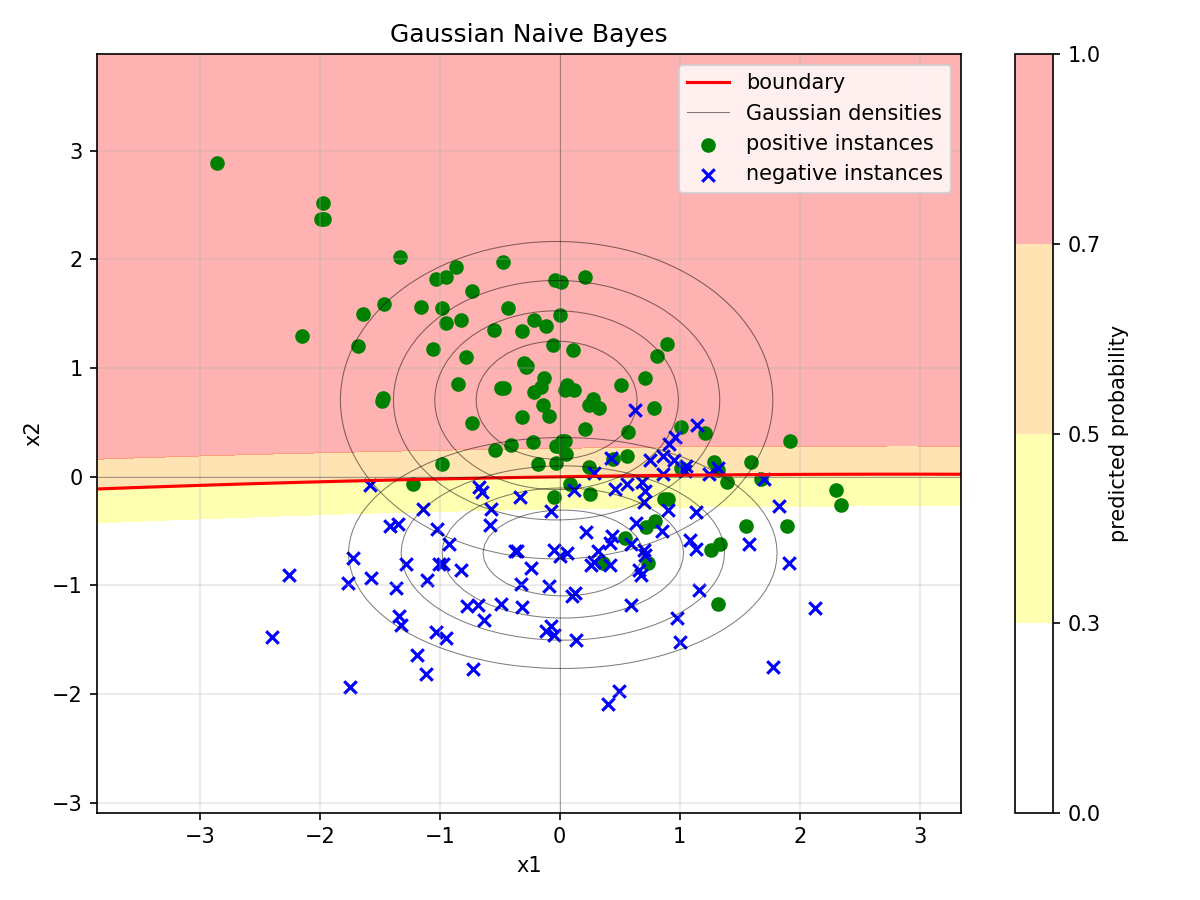 Gaussian Naive Bayes
boundary
Gaussian densities
positive instances
negative instances
3
2
1
0
−1
−2
−3
x2
−3
−2
−1
0
1
2
3
x1
1.0
0.7
0.5
0.3
0.0
predicted probability